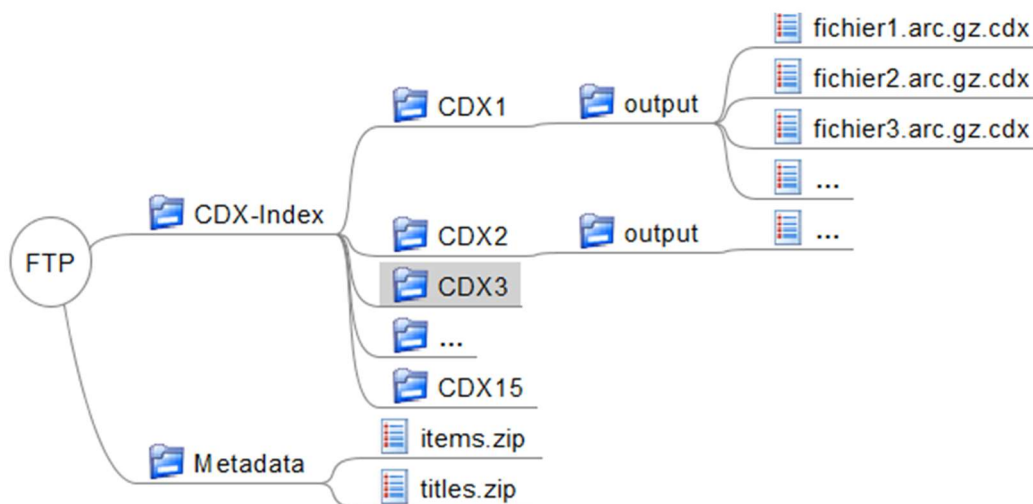 fichier1.arc.gz.cdx
fichier2.arc.gz.cdx
CDX1
output
fichier3.arc.gz.cdx
...
CDX-Index
CDX2
output
...
FTP
CDX3
...
CDX15
items.zip
Metadata
titles.zip